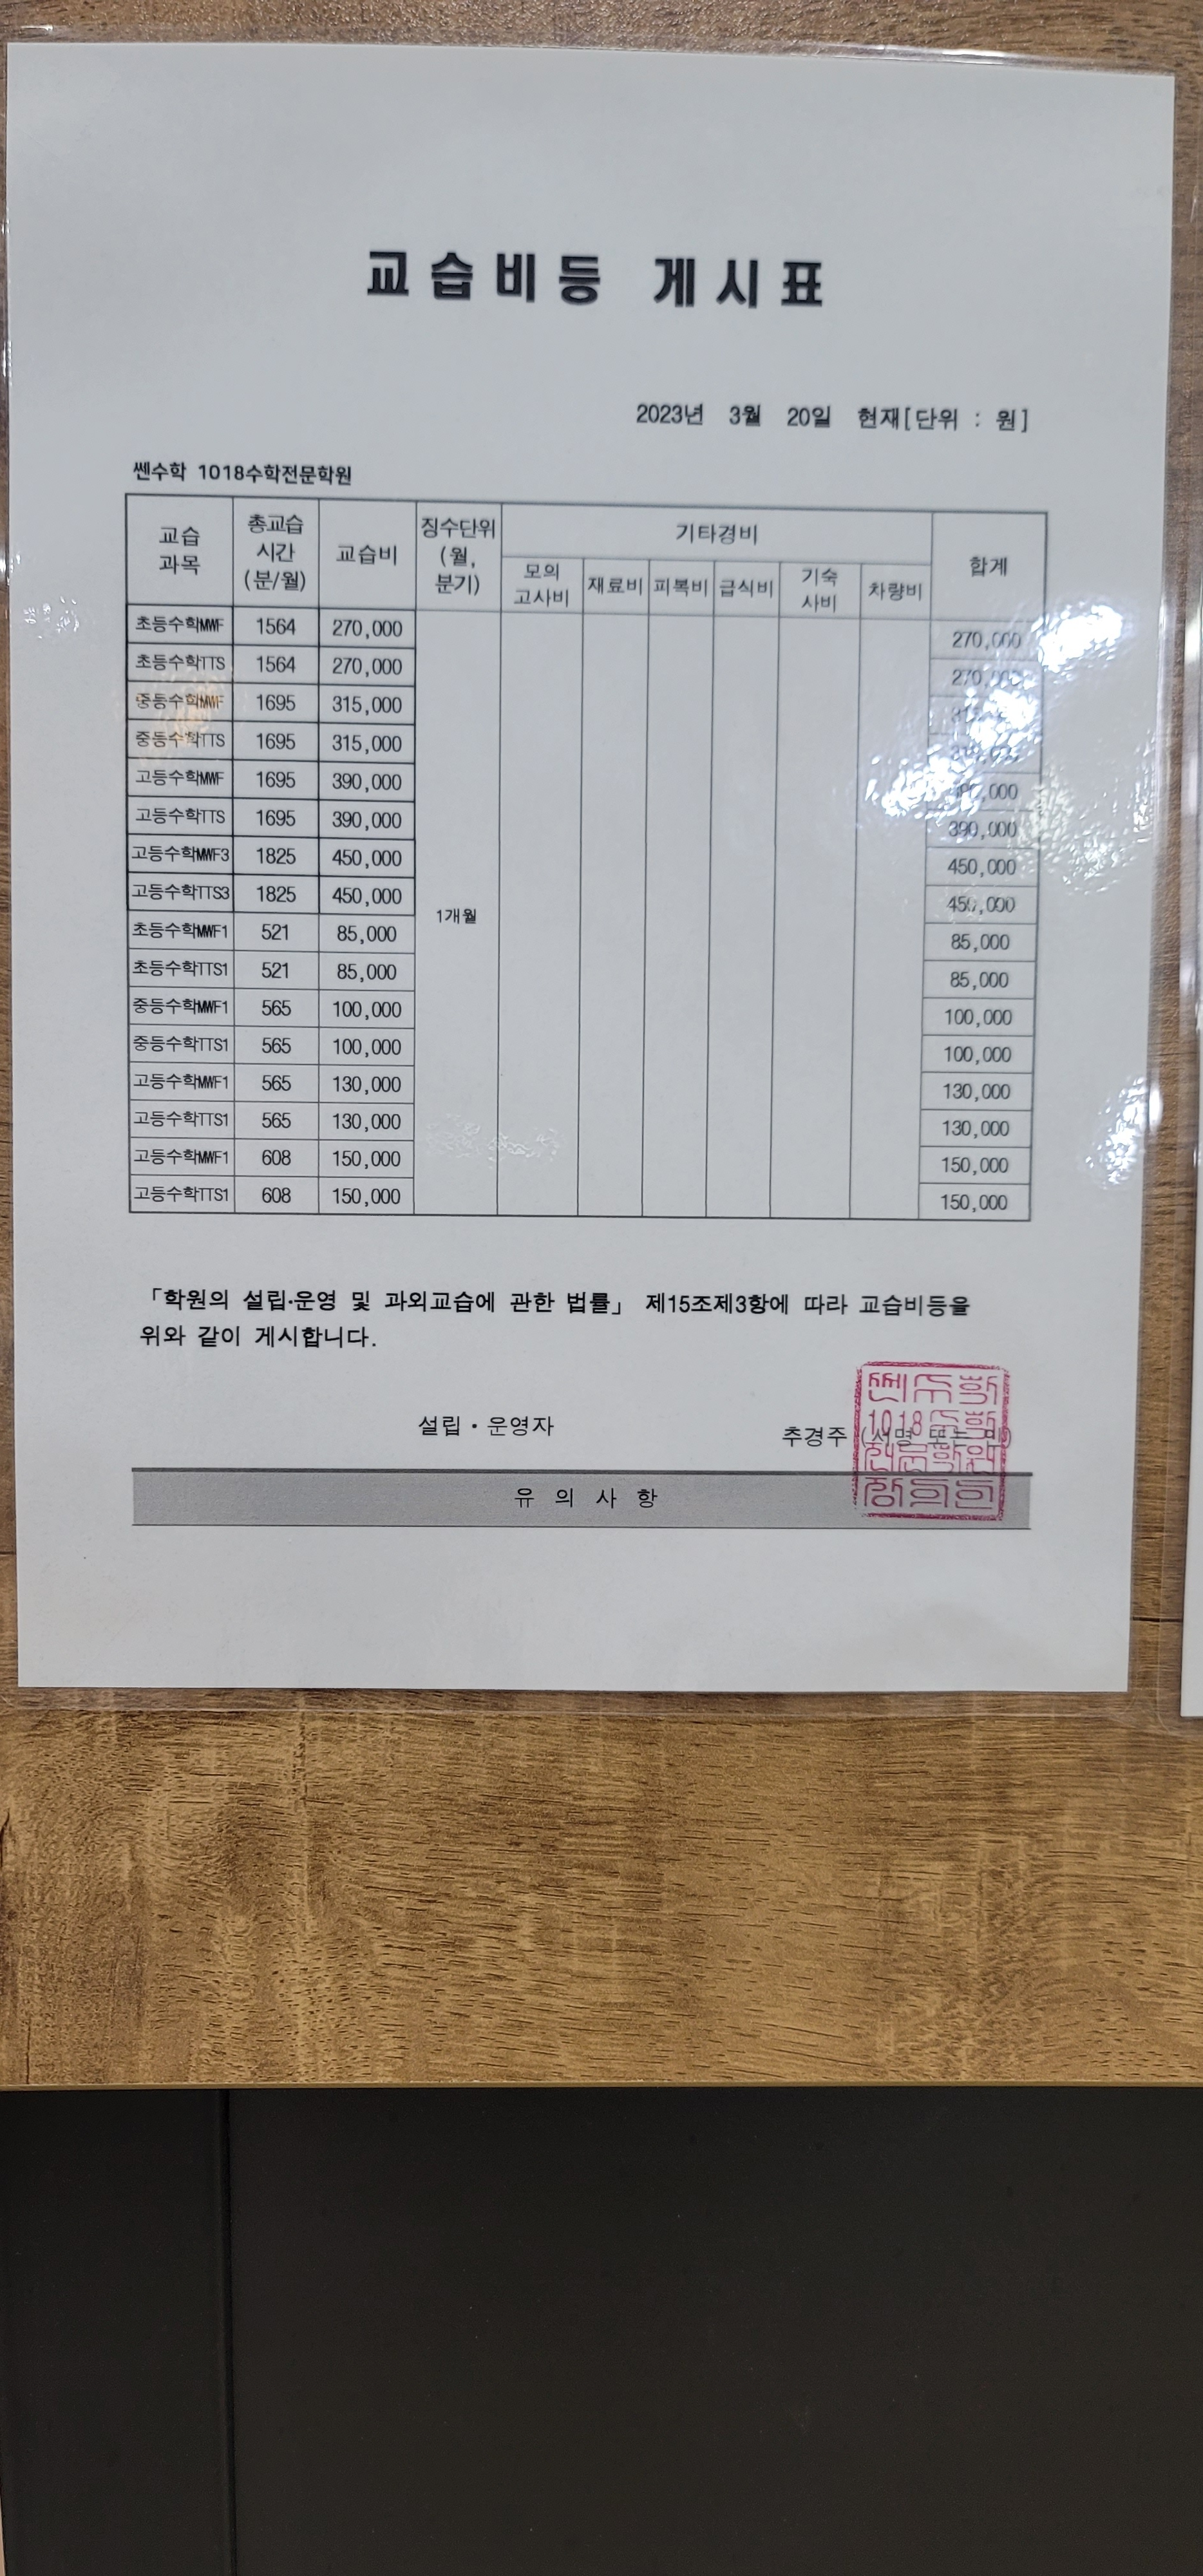 교습비등 게시표
2023년 3월 20일 현재[단위 : 원]
쎈수학 1018수학전문학원
교습 과목 총교습 시간 (분/월) 교습비 징수단위 (월, 분기) 기타경비 합계
모의 고사비 재료비 피복비 급식비 기숙 사비 차량비
초등수학MWF 1564 270,000 270,000
초등수학TTS 1564 270,000
중등수학MWF 1695 315,000
중등수학TTS 1695 315,000
고등수학MWF 1695 390,000
고등수학TTS 1695 390,000 390,000
고등수학MWF3 1825 450,000 450,000
고등수학TTS3 1825 450,000 450,000
1개월
초등수학MWF1 521 85,000 85,000
초등수학TTS1 521 85,000 85,000
중등수학MWF1 565 100,000 100,000
중등수학TTS1 565 100,000 100,000
고등수학MWF1 565 130,000 130,000
고등수학TTS1 565 130,000 130,000
고등수학MWF1 608 150,000 150,000
고등수학TTS1 608 150,000 150,000
「학원의 설립·운영 및 과외교습에 관한 법률」 제15조제3항에 따라 교습비등을
위와 같이 게시합니다.
설립·운영자 추경주 (서명 또는 인)
유의사항